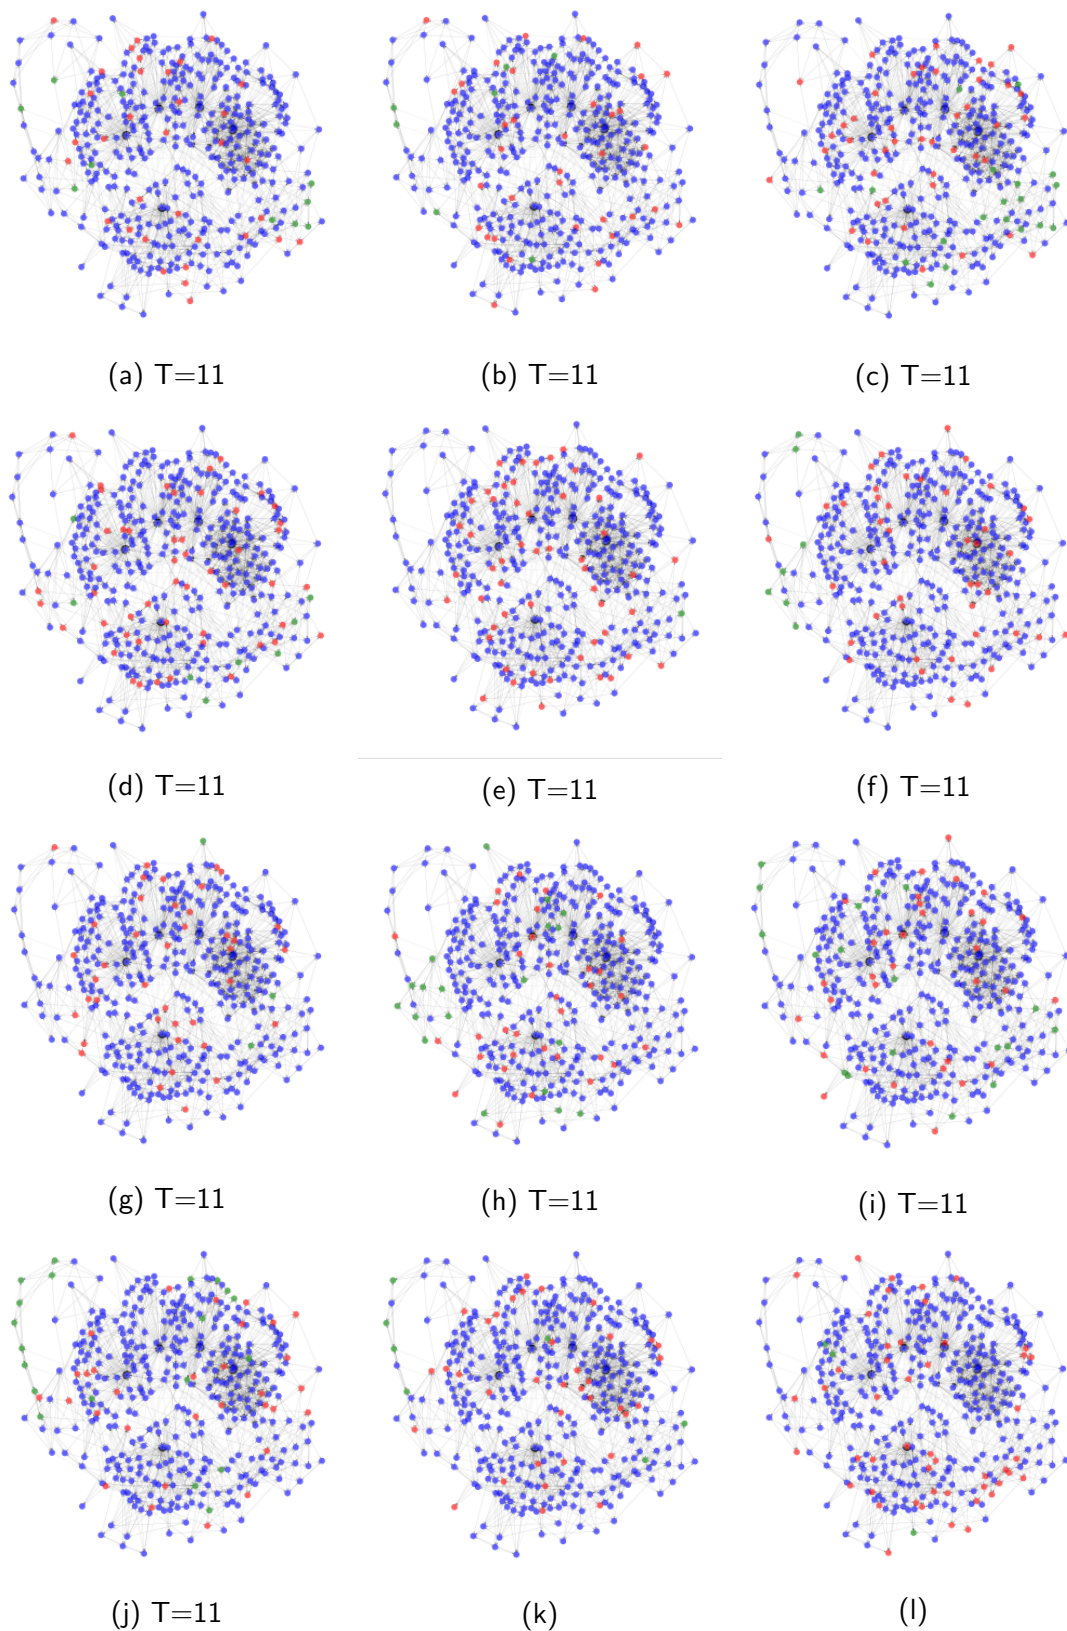 (a) T=11
(b) T=11
(c) T=11
(d) T=11
(e) T=11
(f) T=11
(g) T=11
(h) T=11
(i) T=11
(j) T=11
(k)
(l)